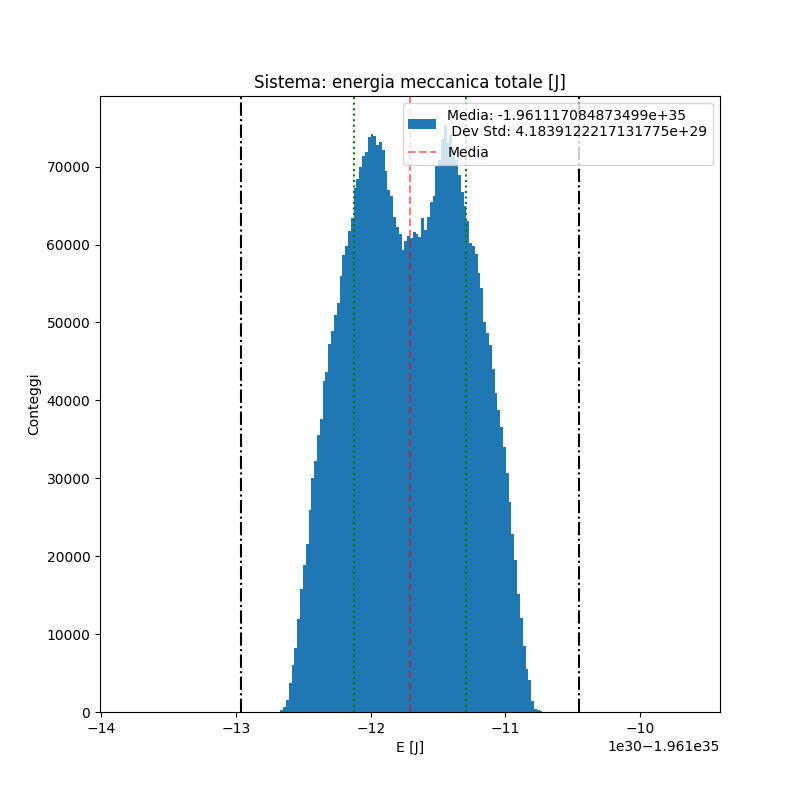 Sistema: energia meccanica totale [J]
Media: -1.961117084873499e+35
Dev Std: 4.1839122217131775e+29
Media
70000
60000
50000
40000
30000
20000
10000
0
Conteggi
−14
−13
−12
−11
−10
E [J]
1e30−1.961e35